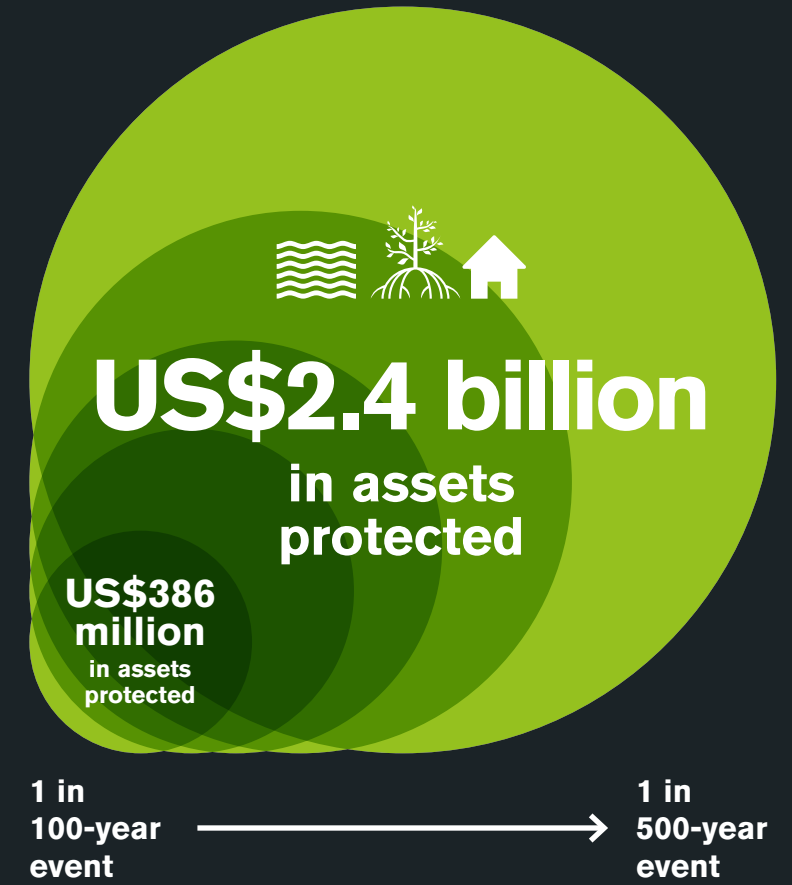 US$2.4 billion
in assets
protected
US$386
million
in assets
protected
1 in
100-year
event
1 in
500-year
event